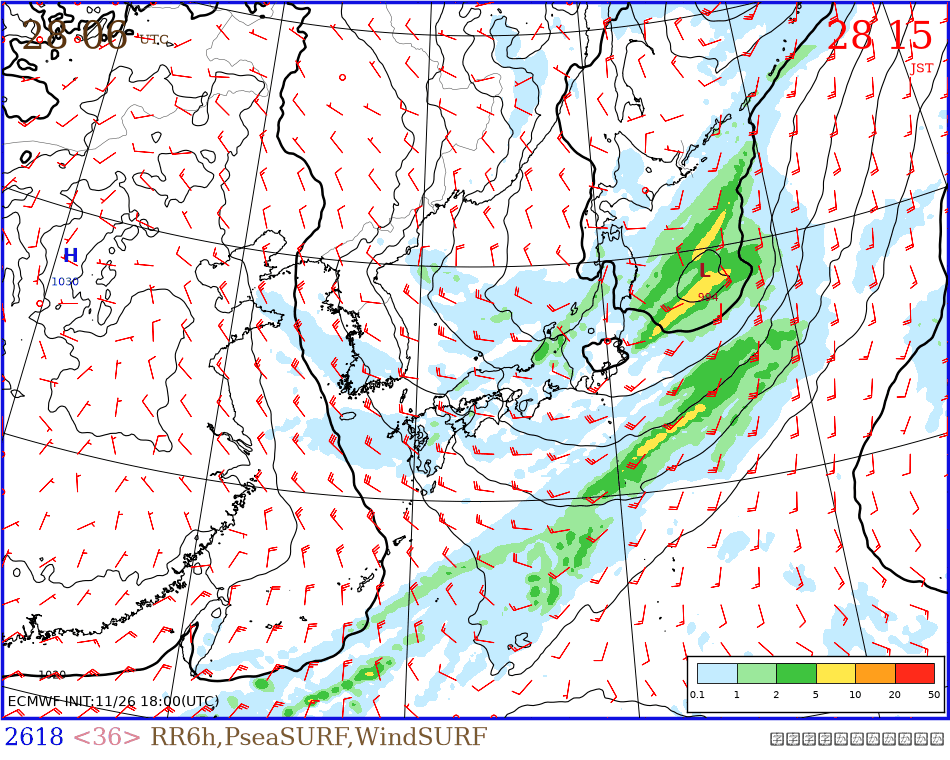 28 06 UTC
28 15
JST
H
1030
L
994
1020
ECMWF INIT:11/26 18:00(UTC)
0.1 1 2 5 10 20 50
2618 <36> RR6h,PseaSURF,WindSURF